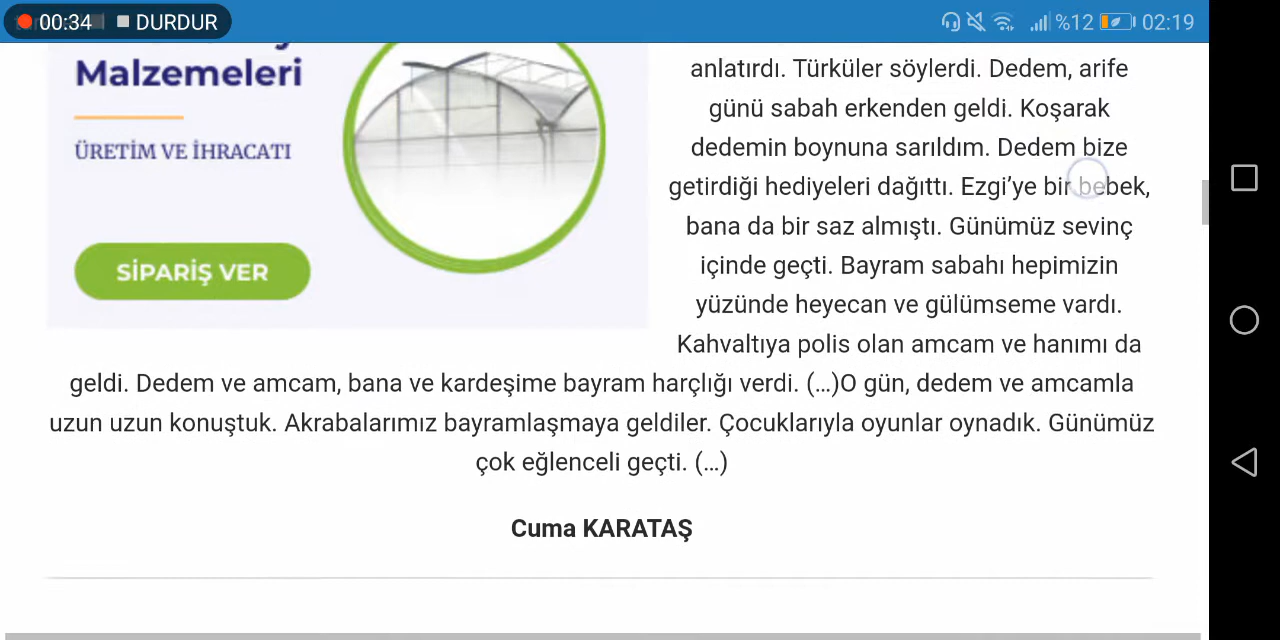 00:34 DURDUR %12 02:19
Malzemeleri
ÜRETİM VE İHRACATI
SİPARİŞ VER
anlatırdı. Türküler söylerdi. Dedem, arife
günü sabah erkenden geldi. Koşarak
dedemin boynuna sarıldım. Dedem bize
getirdiği hediyeleri dağıttı. Ezgi’ye bir bebek,
bana da bir saz almıştı. Günümüz sevinç
içinde geçti. Bayram sabahı hepimizin
yüzünde heyecan ve gülümseme vardı.
Kahvaltıya polis olan amcam ve hanımı da
geldi. Dedem ve amcam, bana ve kardeşime bayram harçlığı verdi. (...)O gün, dedem ve amcamla
uzun uzun konuştuk. Akrabalarımız bayramlaşmaya geldiler. Çocuklarıyla oyunlar oynadık. Günümüz
çok eğlenceli geçti. (...)
Cuma KARATAŞ